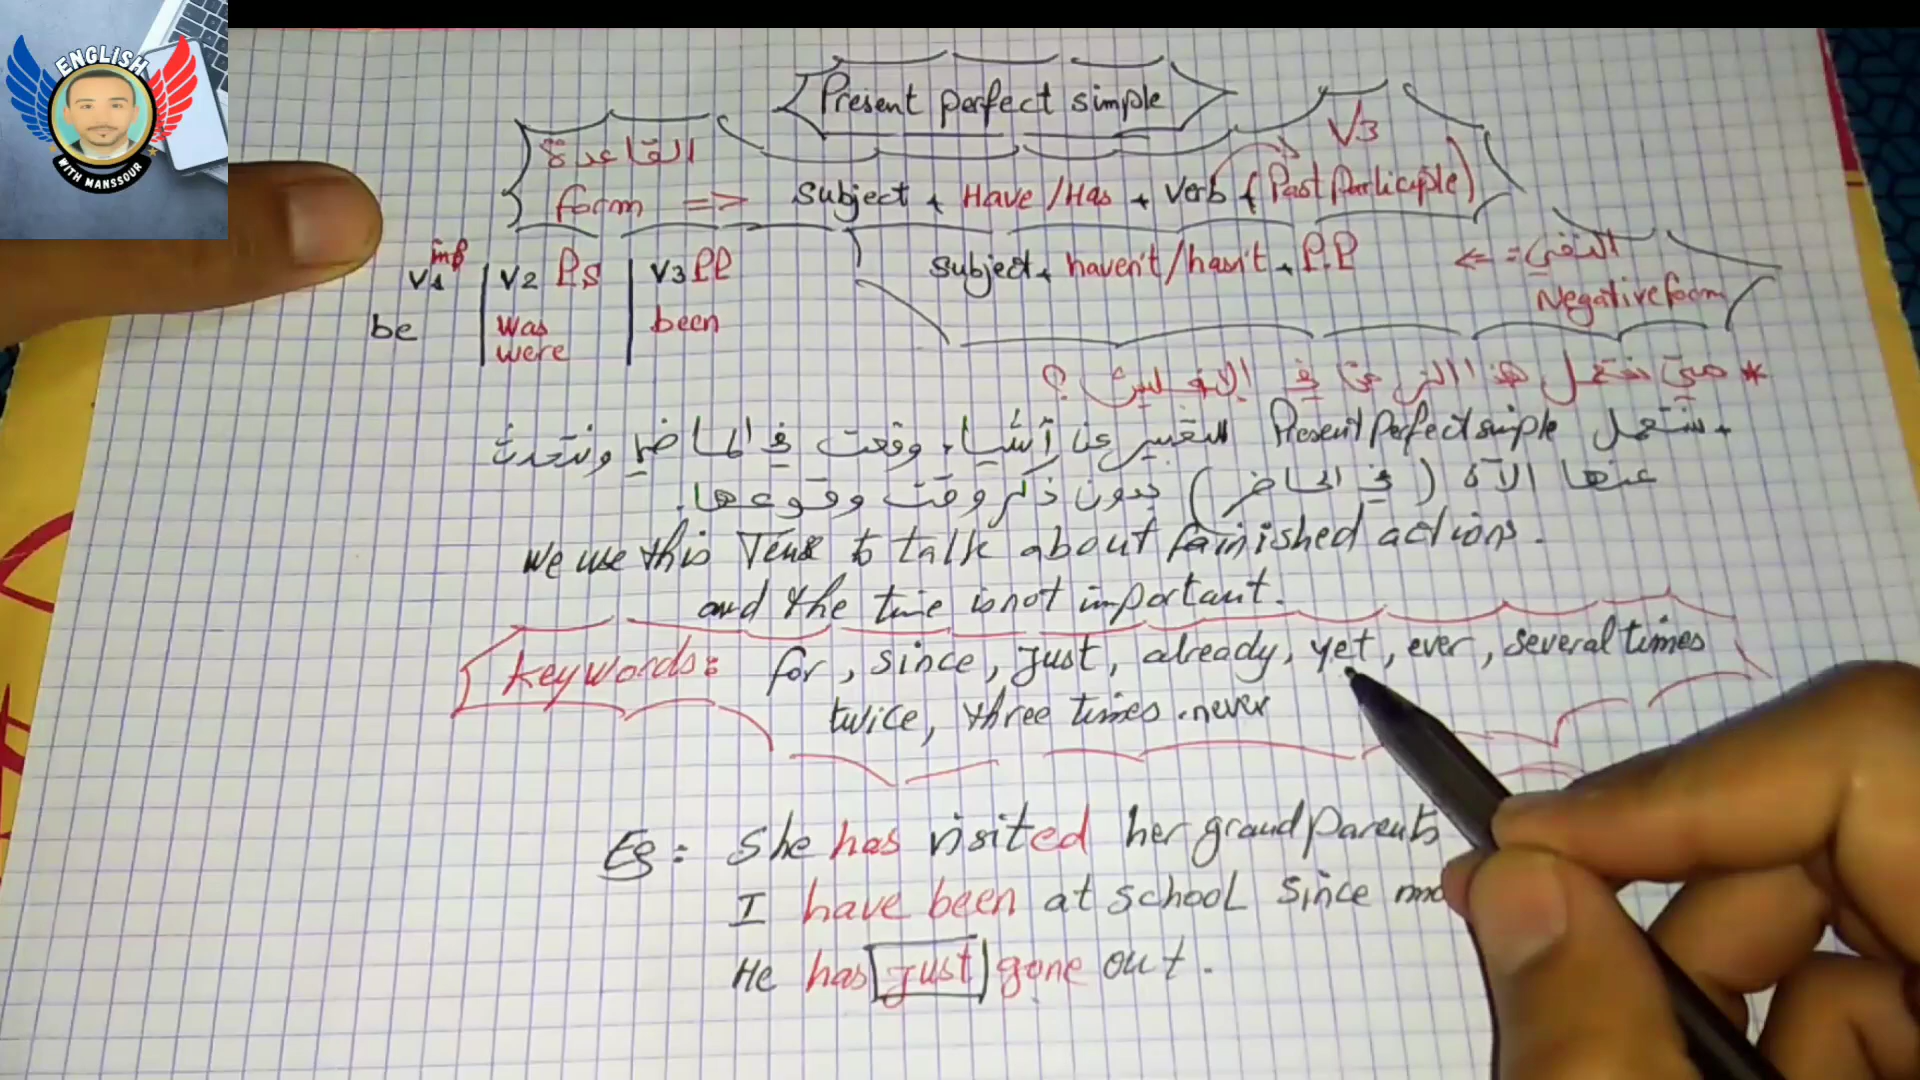 ENGLISH
WITH MANSSOUR
Present perfect simple
القاعدة
V3
form => subject + Have/Has + Verb (Past Participle)
V1 inf | V2 P.S | V3 PP
be | was | been
were
subject + haven't/hasn't + P.P <= النفي
Negative form
* متى نستعمل هذا الزمن في الإنجليزية ؟
+ نستعمل Present perfect simple للتعبير عن أشياء وقعت في الماضي ونتحدث
عنها الآن (في الحاضر) بدون ذكر وقت وقوعها.
we use this Tense to talk about fainished actions.
and the time is not important.
Keywords: for, since, just, already, yet, ever, several times
twice, three times. never
Eg: She has visited her grandparents
I have been at school since
He has just gone out.